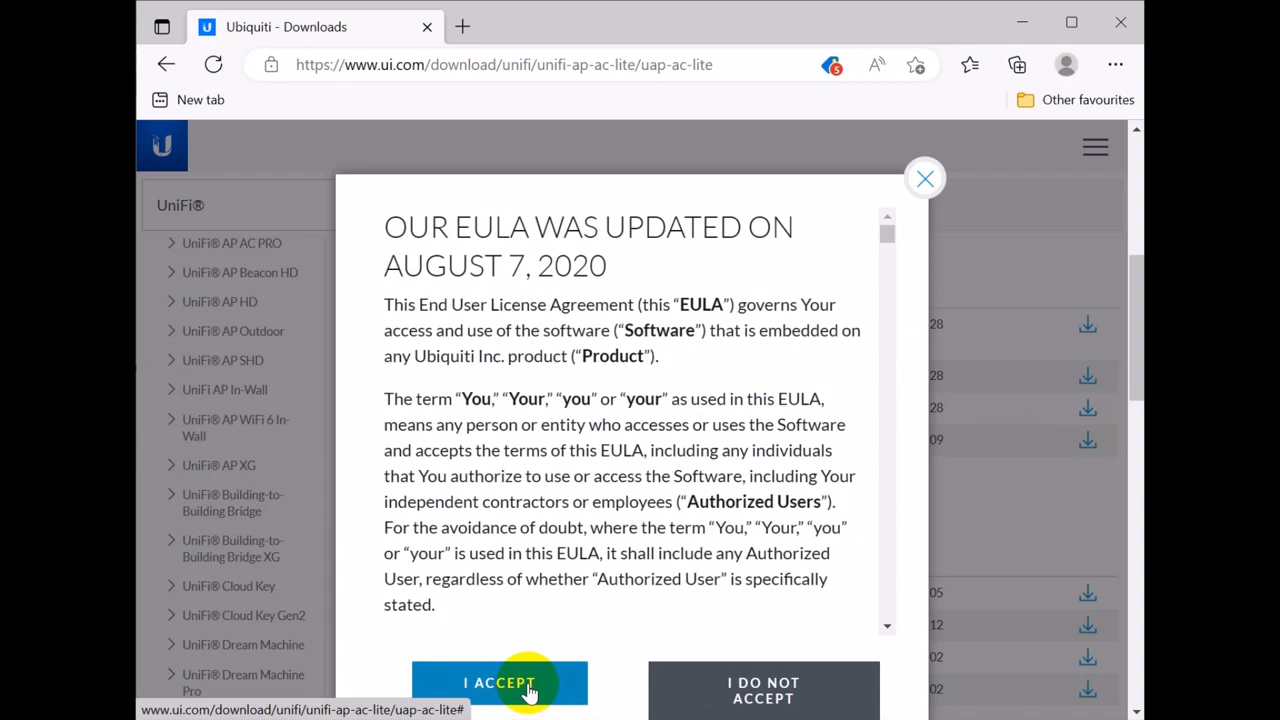 Ubiquiti - Downloads
https://www.ui.com/download/unifi/unifi-ap-ac-lite/uap-ac-lite
5
A
New tab
Other favourites
U
UniFi®
UniFi® AP AC PRO
UniFi® AP Beacon HD
UniFi® AP HD
UniFi® AP Outdoor
UniFi® AP SHD
UniFi AP In-Wall
UniFi® AP WiFi 6 In-
Wall
UniFi® AP XG
UniFi® Building-to-
Building Bridge
UniFi® Building-to-
Building Bridge XG
UniFi® Cloud Key
UniFi® Cloud Key Gen2
UniFi® Dream Machine
UniFi® Dream Machine
Pro
OUR EULA WAS UPDATED ON
AUGUST 7, 2020
This End User License Agreement (this “EULA”) governs Your
access and use of the software (“Software”) that is embedded on
any Ubiquiti Inc. product (“Product”).
The term “You,” “Your,” “you” or “your” as used in this EULA,
means any person or entity who accesses or uses the Software
and accepts the terms of this EULA, including any individuals
that You authorize to use or access the Software, including Your
independent contractors or employees (“Authorized Users”).
For the avoidance of doubt, where the term “You,” “Your,” “you”
or “your” is used in this EULA, it shall include any Authorized
User, regardless of whether “Authorized User” is specifically
stated.
I ACCEPT
I DO NOT
ACCEPT
28
28
28
09
05
12
02
02
www.ui.com/download/unifi/unifi-ap-ac-lite/uap-ac-lite#